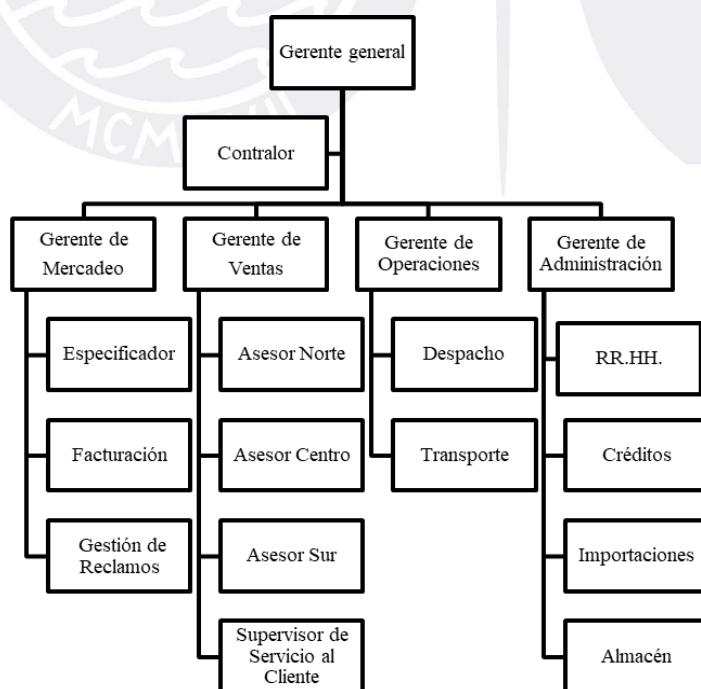 Gerente general
Contralor
Gerente de
Mercadeo
Gerente de
Ventas
Gerente de
Operaciones
Gerente de
Administración
Especificador
Asesor Norte
Despacho
RR.HH.
Facturación
Asesor Centro
Transporte
Créditos
Gestión de
Reclamos
Asesor Sur
Importaciones
Supervisor de
Servicio al
Cliente
Almacén